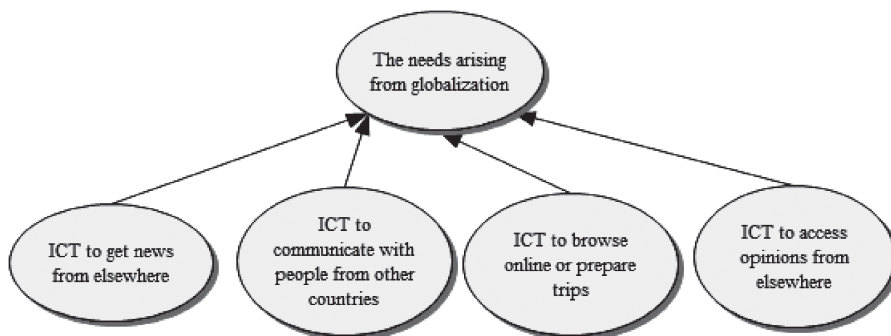 The needs arising
from globalization
ICT to get news
from elsewhere
ICT to
communicate with
people from other
countries
ICT to browse
online or prepare
trips
ICT to access
opinions from
elsewhere